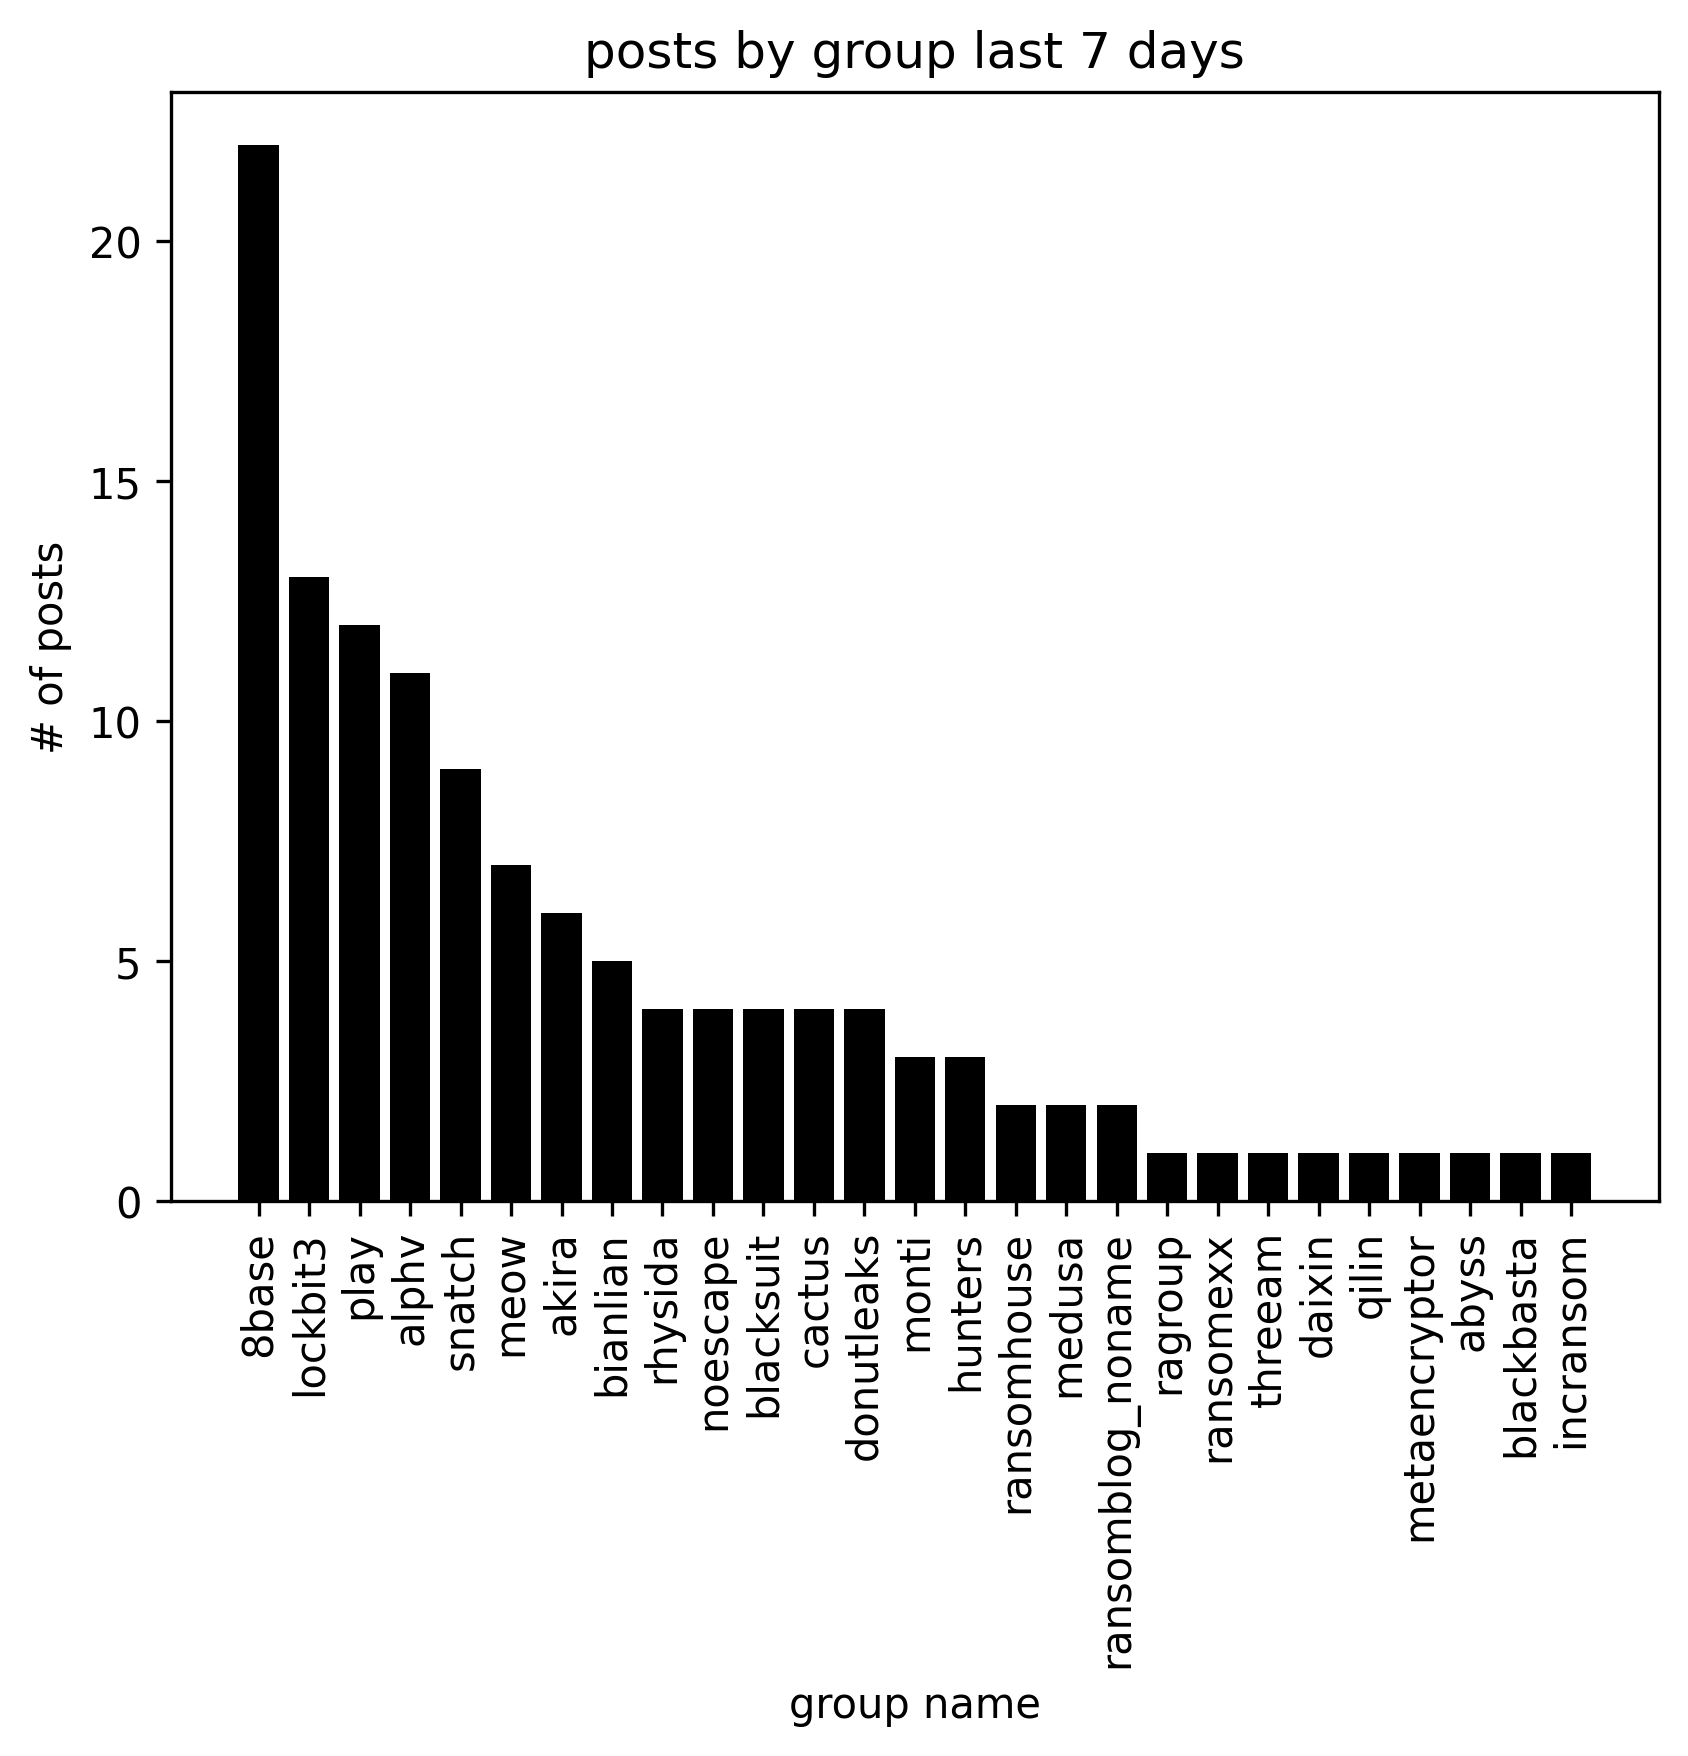 posts by group last 7 days
# of posts
20
15
10
5
0
8base
lockbit3
play
alphv
snatch
meow
akira
bianlian
rhysida
noescape
blacksuit
cactus
donutleaks
monti
hunters
ransomhouse
medusa
ransomblog_noname
ragroup
ransomexx
threeam
daixin
qilin
metaencryptor
abyss
blackbasta
incransom
group name